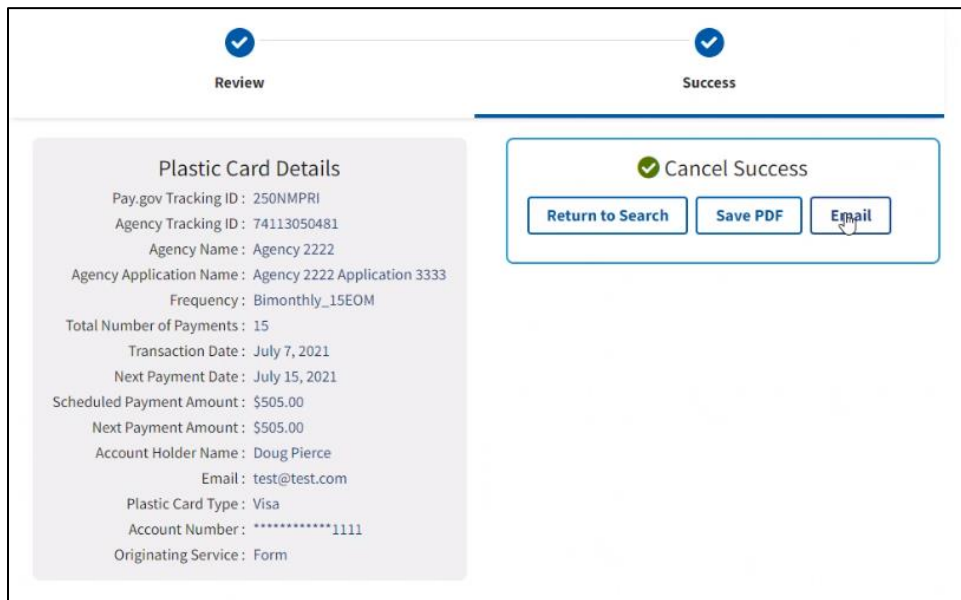 Review
Success
Plastic Card Details
Pay.gov Tracking ID : 250NMPRI
Agency Tracking ID : 74113050481
Agency Name : Agency 2222
Agency Application Name : Agency 2222 Application 3333
Frequency : Bimonthly_15EOM
Total Number of Payments : 15
Transaction Date : July 7, 2021
Next Payment Date : July 15, 2021
Scheduled Payment Amount : $505.00
Next Payment Amount : $505.00
Account Holder Name : Doug Pierce
Email : test@test.com
Plastic Card Type : Visa
Account Number : ************1111
Originating Service : Form
Cancel Success
Return to Search
Save PDF
Email